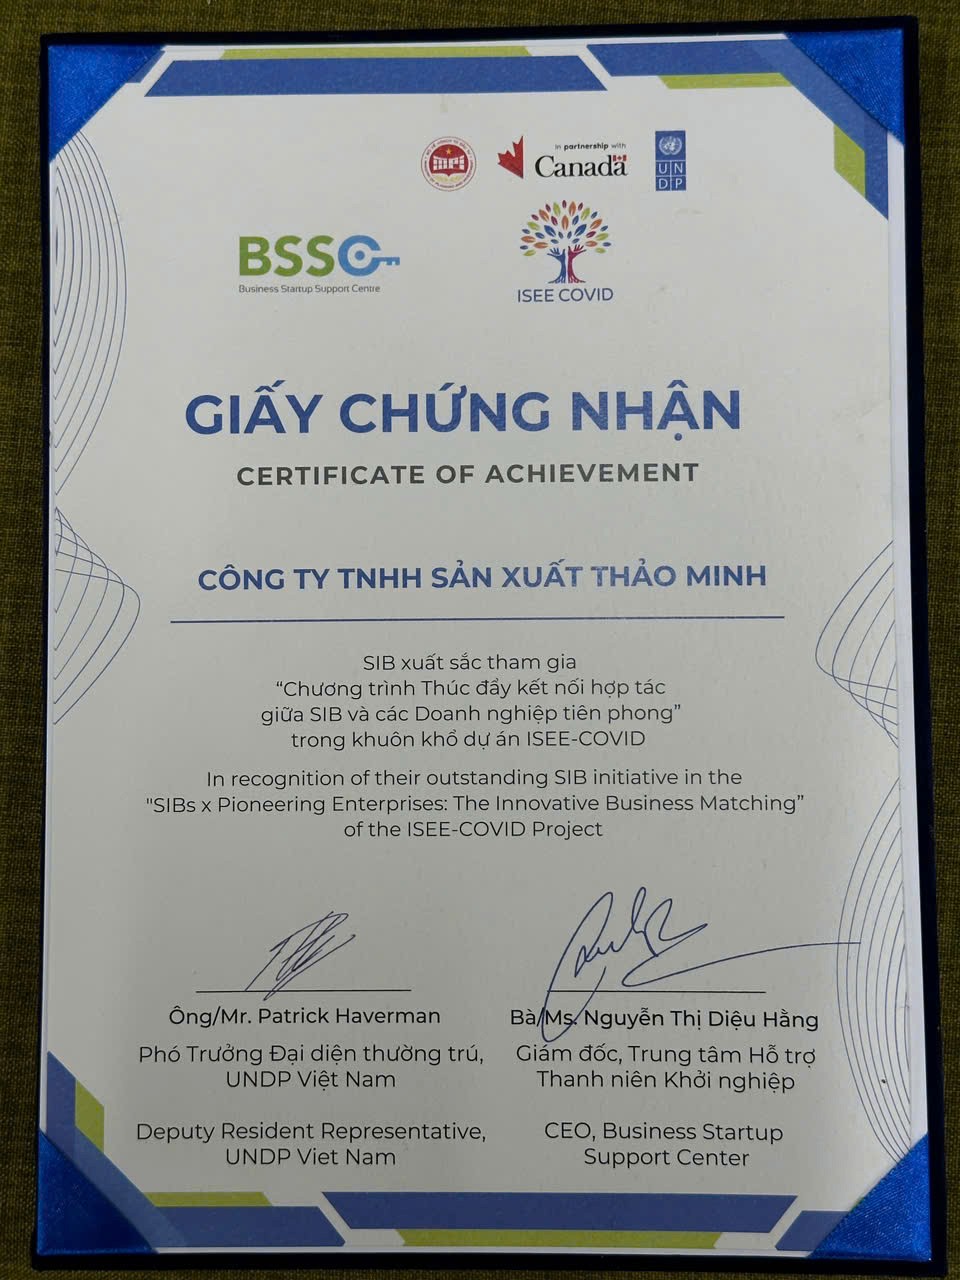 MPI
in partnership with
Canada
UN
DP
BSSC
Business Startup Support Centre
ISEE COVID
GIẤY CHỨNG NHẬN
CERTIFICATE OF ACHIEVEMENT
CÔNG TY TNHH SẢN XUẤT THẢO MINH
SIB xuất sắc tham gia
“Chương trình Thúc đẩy kết nối hợp tác
giữa SIB và các Doanh nghiệp tiên phong”
trong khuôn khổ dự án ISEE-COVID
In recognition of their outstanding SIB initiative in the
"SIBs x Pioneering Enterprises: The Innovative Business Matching”
of the ISEE-COVID Project
Ông/Mr. Patrick Haverman
Phó Trưởng Đại diện thường trú,
UNDP Việt Nam
Deputy Resident Representative,
UNDP Viet Nam
Bà/Ms. Nguyễn Thị Diệu Hằng
Giám đốc, Trung tâm Hỗ trợ
Thanh niên Khởi nghiệp
CEO, Business Startup
Support Center